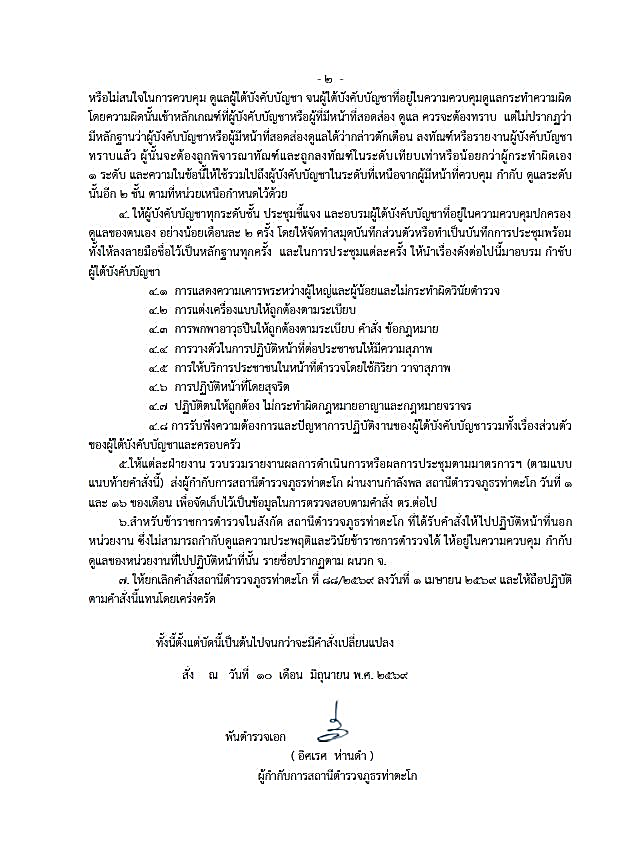 - ๒ -
หรือไม่สนใจในการควบคุม ดูแลผู้ใต้บังคับบัญชา จนผู้ใต้บังคับบัญชาที่อยู่ในความควบคุมดูแลกระทำความผิด
โดยความผิดนั้นเข้าหลักเกณฑ์ที่ผู้บังคับบัญชาหรือผู้ที่มีหน้าที่สอดส่อง ดูแล ควรจะต้องทราบ แต่ไม่ปรากฏว่า
มีหลักฐานว่าผู้บังคับบัญชาหรือผู้มีหน้าที่สอดส่องดูแลได้ว่ากล่าวตักเตือน ลงทัณฑ์หรือรายงานผู้บังคับบัญชา
ทราบแล้ว ผู้นั้นจะต้องถูกพิจารณาทัณฑ์และถูกลงทัณฑ์ในระดับเทียบเท่าหรือน้อยกว่าผู้กระทำผิดเอง
๑ ระดับ และความในข้อนี้ให้ใช้รวมไปถึงผู้บังคับบัญชาในระดับที่เหนือจากผู้มีหน้าที่ควบคุม กำกับ ดูแลระดับ
นั้นอีก ๒ ชั้น ตามที่หน่วยเหนือกำหนดไว้ด้วย
๔. ให้ผู้บังคับบัญชาทุกระดับชั้น ประชุมชี้แจง และอบรมผู้ใต้บังคับบัญชาที่อยู่ในความควบคุมปกครอง
ดูแลของตนเอง อย่างน้อยเดือนละ ๒ ครั้ง โดยให้จัดทำสมุดบันทึกส่วนตัวหรือทำเป็นบันทึกการประชุมพร้อม
ทั้งให้ลงลายมือชื่อไว้เป็นหลักฐานทุกครั้ง และในการประชุมแต่ละครั้ง ให้นำเรื่องดังต่อไปนี้มาอบรม กำชับ
ผู้ใต้บังคับบัญชา
๔.๑ การแสดงความเคารพระหว่างผู้ใหญ่และผู้น้อยและไม่กระทำผิดวินัยตำรวจ
๔.๒ การแต่งเครื่องแบบให้ถูกต้องตามระเบียบ
๔.๓ การพกพาอาวุธปืนให้ถูกต้องตามระเบียบ คำสั่ง ข้อกฎหมาย
๔.๔ การวางตัวในการปฏิบัติหน้าที่ต่อประชาชนให้มีความสุภาพ
๔.๕ การให้บริการประชาชนในหน้าที่ตำรวจโดยใช้กิริยา วาจาสุภาพ
๔.๖ การปฏิบัติหน้าที่โดยสุจริต
๔.๗ ปฏิบัติตนให้ถูกต้อง ไม่กระทำผิดกฎหมายอาญาและกฎหมายจราจร
๔.๘ การรับฟังความต้องการและปัญหาการปฏิบัติงานของผู้ใต้บังคับบัญชารวมทั้งเรื่องส่วนตัว
ของผู้ใต้บังคับบัญชาและครอบครัว
๕.ให้แต่ละฝ่ายงาน รวบรวมรายงานผลการดำเนินการหรือผลการประชุมตามมาตรการฯ (ตามแบบ
แนบท้ายคำสั่งนี้) ส่งผู้กำกับการสถานีตำรวจภูธรท่าตะโก ผ่านงานกำลังพล สถานีตำรวจภูธรท่าตะโก วันที่ ๑
และ ๑๖ ของเดือน เพื่อจัดเก็บไว้เป็นข้อมูลในการตรวจสอบตามคำสั่ง ตร.ต่อไป
๖.สำหรับข้าราชการตำรวจในสังกัด สถานีตำรวจภูธรท่าตะโก ที่ได้รับคำสั่งให้ไปปฏิบัติหน้าที่นอก
หน่วยงาน ซึ่งไม่สามารถกำกับดูแลความประพฤติและวินัยข้าราชการตำรวจได้ ให้อยู่ในความควบคุม กำกับ
ดูแลของหน่วยงานที่ไปปฏิบัติหน้าที่นั้น รายชื่อปรากฏตาม ผนวก จ.
๗. ให้ยกเลิกคำสั่งสถานีตำรวจภูธรท่าตะโก ที่ ๘๘/๒๕๖๙ ลงวันที่ ๑ เมษายน ๒๕๖๙ และให้ถือปฏิบัติ
ตามคำสั่งนี้แทนโดยเคร่งครัด
ทั้งนี้ตั้งแต่บัดนี้เป็นต้นไปจนกว่าจะมีคำสั่งเปลี่ยนแปลง
สั่ง ณ วันที่ ๑๐ เดือน มิถุนายน พ.ศ. ๒๕๖๙
พันตำรวจเอก
( อิศเรศ ห่านดำ )
ผู้กำกับการสถานีตำรวจภูธรท่าตะโก